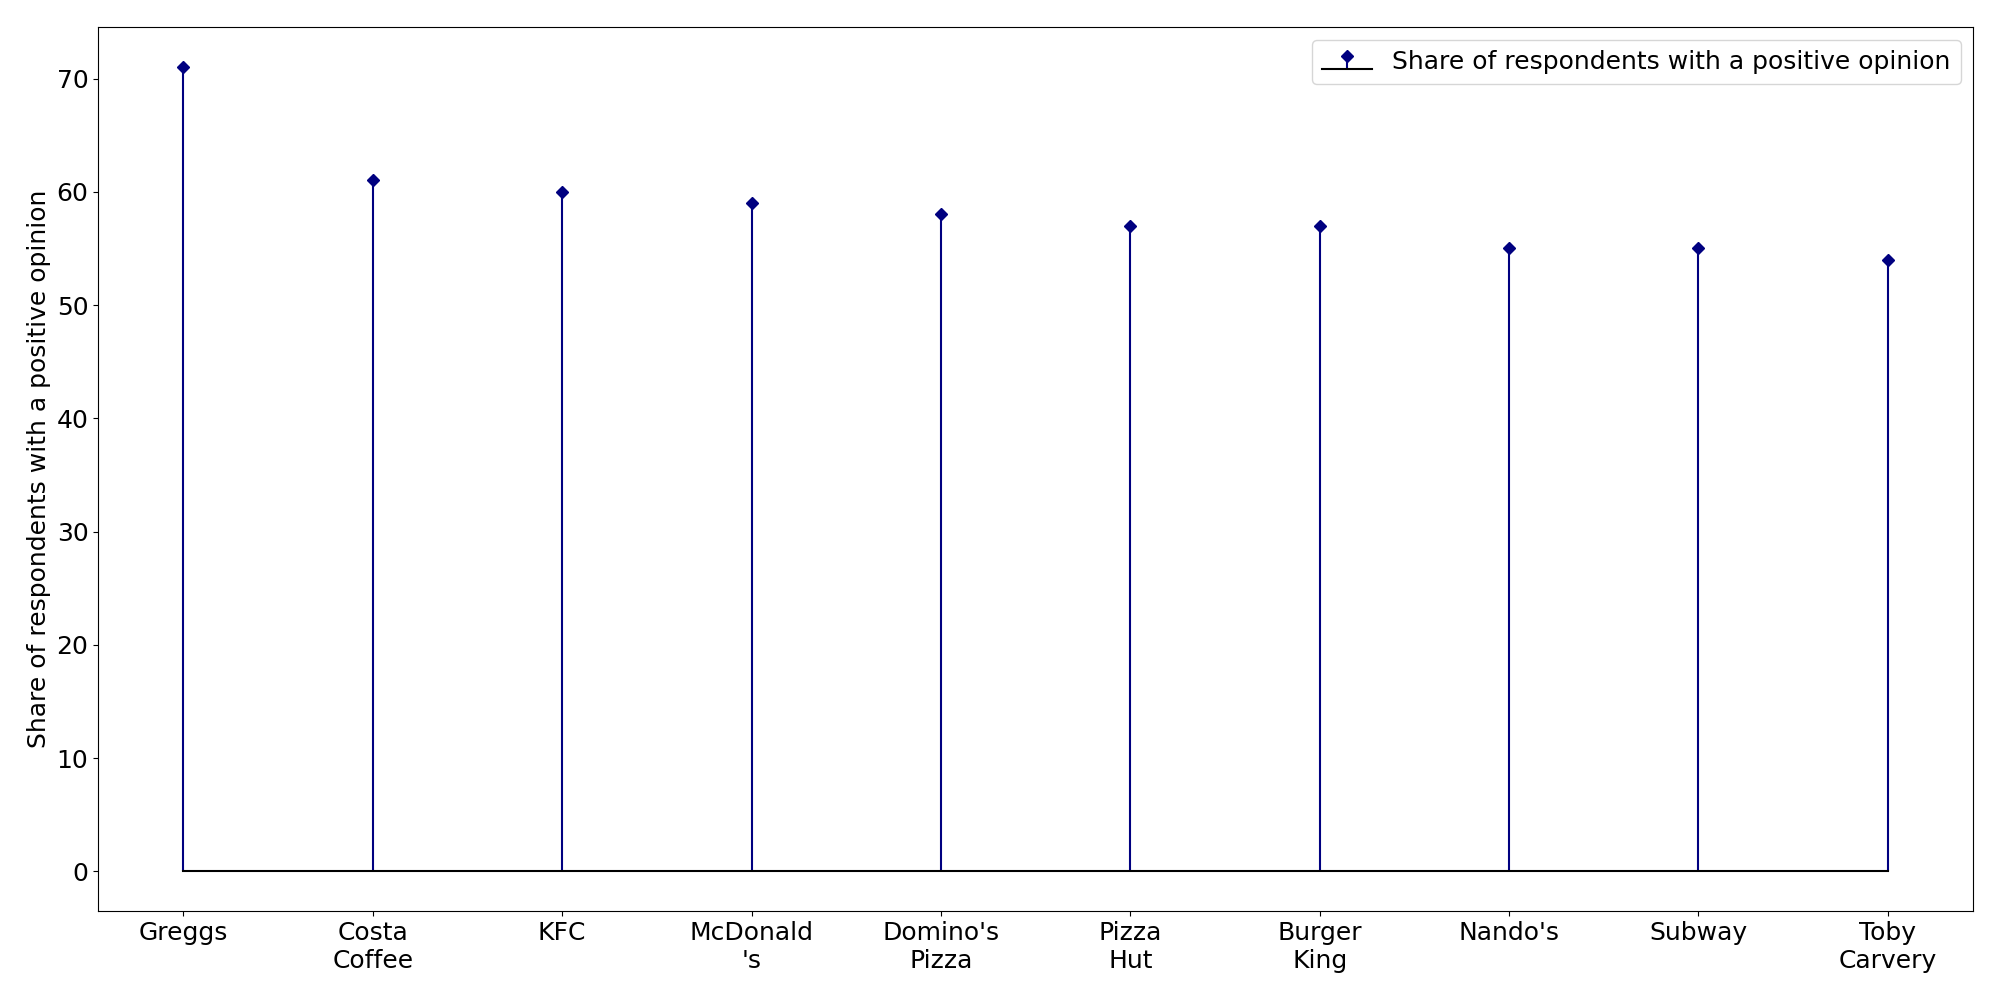 Share of respondents with a positive opinion
Share of respondents with a positive opinion
70
60
50
40
30
20
10
0
Greggs
Costa
Coffee
KFC
McDonald
's
Domino's
Pizza
Pizza
Hut
Burger
King
Nando's
Subway
Toby
Carvery